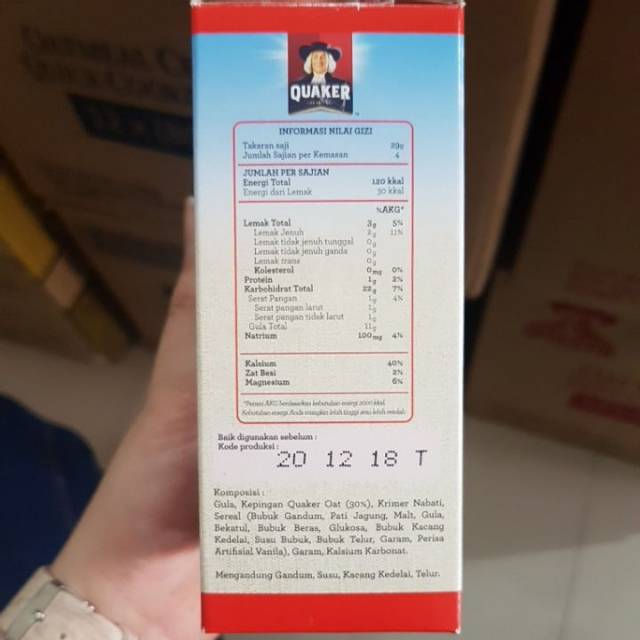 QUAKER
INFORMASI NILAI GIZI
Takaran saji 29g
Jumlah Sajian per Kemasan 4
JUMLAH PER SAJIAN
Energi Total 120 kkal
Energi dari Lemak 30 kkal
%AKG*
Lemak Total 3g 5%
Lemak Jenuh 2g 11%
Lemak tidak jenuh tunggal 0g
Lemak tidak jenuh ganda 0g
Lemak trans 0g
Kolesterol 0mg 0%
Protein 1g 2%
Karbohidrat Total 22g 7%
Serat Pangan 1g 4%
Serat pangan larut 1g
Serat pangan tidak larut 1g
Gula Total 11g
Natrium 100mg 4%
Kalsium 40%
Zat Besi 2%
Magnesium 6%
*Persen AKG berdasarkan kebutuhan energi 2000 kkal.
Kebutuhan energi Anda mungkin lebih tinggi atau lebih rendah.
Baik digunakan sebelum :
Kode produksi :
20 12 18 T
Komposisi :
Gula, Kepingan Quaker Oat (30%), Krimer Nabati,
Sereal (Bubuk Gandum, Pati Jagung, Malt, Gula,
Bekatul, Bubuk Beras, Glukosa, Bubuk Kacang
Kedelai, Susu Bubuk, Bubuk Telur, Garam, Perisa
Artifisial Vanila), Garam, Kalsium Karbonat.
Mengandung Gandum, Susu, Kacang Kedelai, Telur.